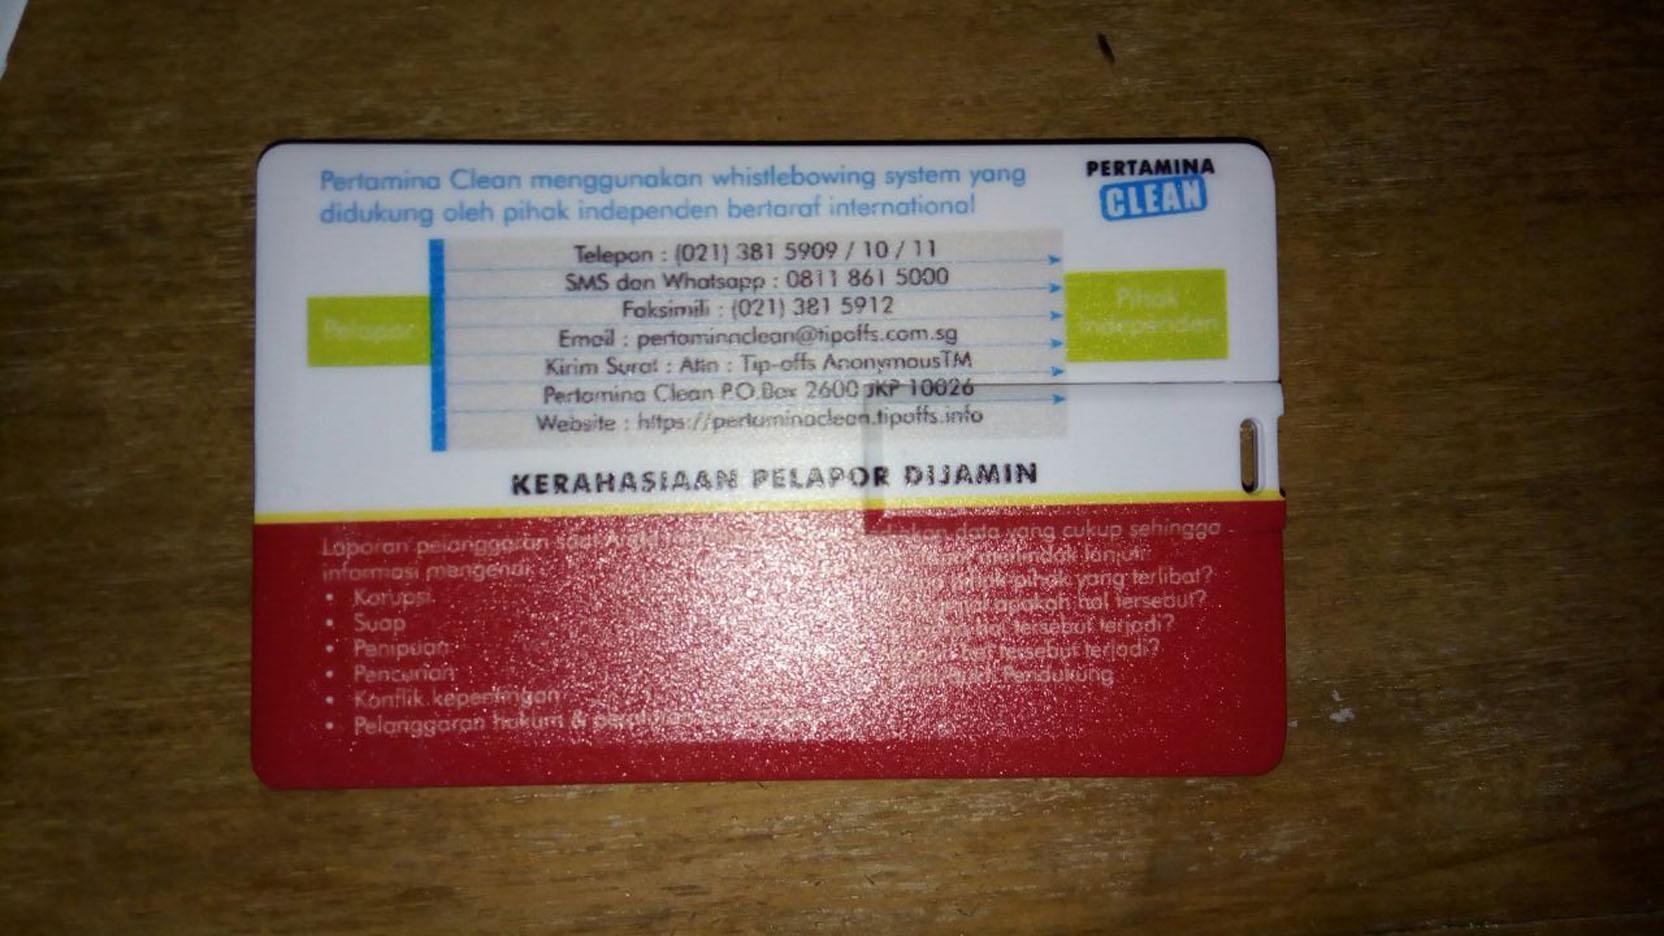 Pertamina Clean menggunakan whistlebowing system yang
didukung oleh pihak independen bertaraf international
PERTAMINA
CLEAN
Telepon : (021) 381 5909 / 10 / 11
SMS dan Whatsapp : 0811 861 5000
Faksimili : (021) 381 5912
Email : pertaminaclean@tipoffs.com.sg
Kirim Surat : Attn : Tip-offs AnonymousTM
Pertamina Clean P.O.Box 2600 JKP 10026
Website : https://pertaminaclean.tipoffs.info
Pelapor
Pihak
Independen
KERAHASIAAN PELAPOR DIJAMIN
Laporan pelanggaran
informasi mengenai
• Korupsi
• Suap
• Penipuan
• Pencurian
• Konflik kepentingan
• Pelanggaran hukum &
data yang cukup sehingga
menindak lanjuti
pihak yang terlibat?
apakah hal tersebut?
hal tersebut terjadi?
hal tersebut terjadi?
Bukti Pendukung